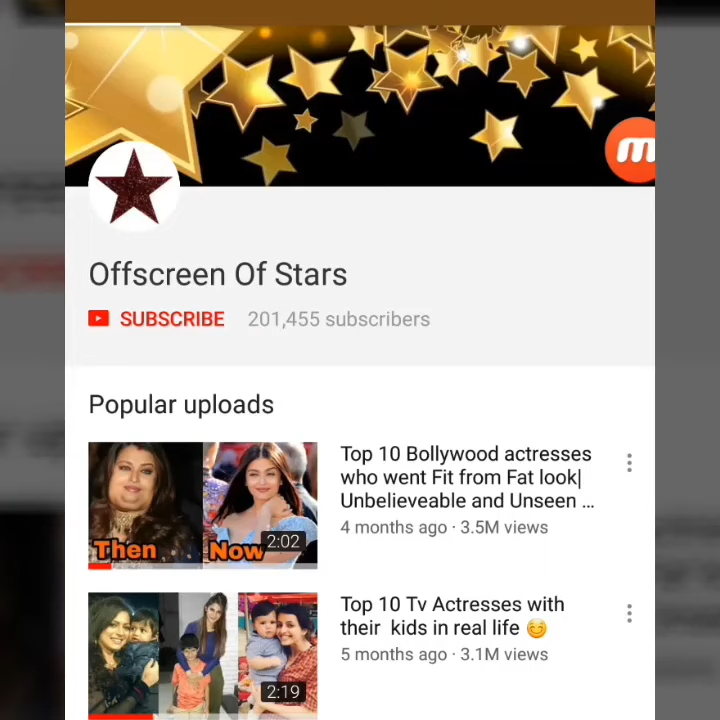 m
Offscreen Of Stars
SUBSCRIBE 201,455 subscribers
Popular uploads
Top 10 Bollywood actresses
who went Fit from Fat look|
Unbelieveable and Unseen ...
4 months ago · 3.5M views
Then
Now
2:02
Top 10 Tv Actresses with
their kids in real life 😊
5 months ago · 3.1M views
2:19